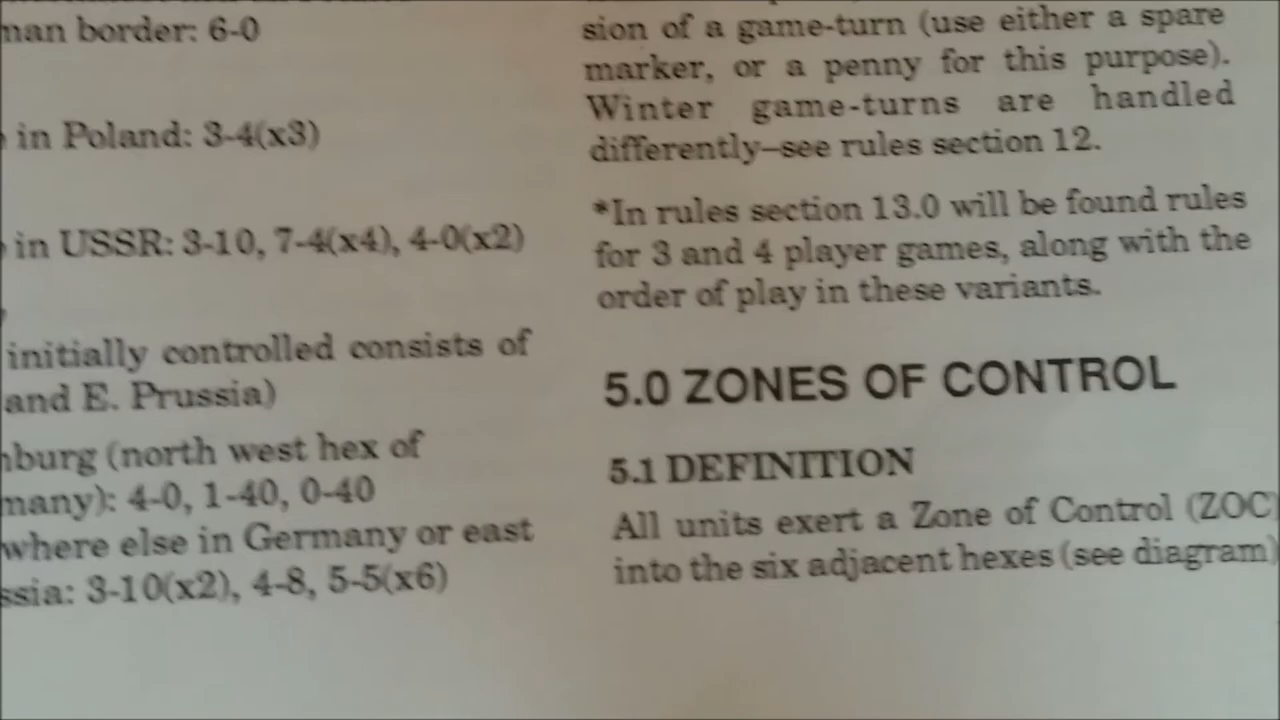 man border: 6-0
in Poland: 3-4(x3)
in USSR: 3-10, 7-4(x4), 4-0(x2)
initially controlled consists of
and E. Prussia)
nburg (north west hex of
many): 4-0, 1-40, 0-40
where else in Germany or east
ssia: 3-10(x2), 4-8, 5-5(x6)
sion of a game-turn (use either a spare
marker, or a penny for this purpose).
Winter game-turns are handled
differently–see rules section 12.
*In rules section 13.0 will be found rules
for 3 and 4 player games, along with the
order of play in these variants.
5.0 ZONES OF CONTROL
5.1 DEFINITION
All units exert a Zone of Control (ZOC)
into the six adjacent hexes (see diagram)